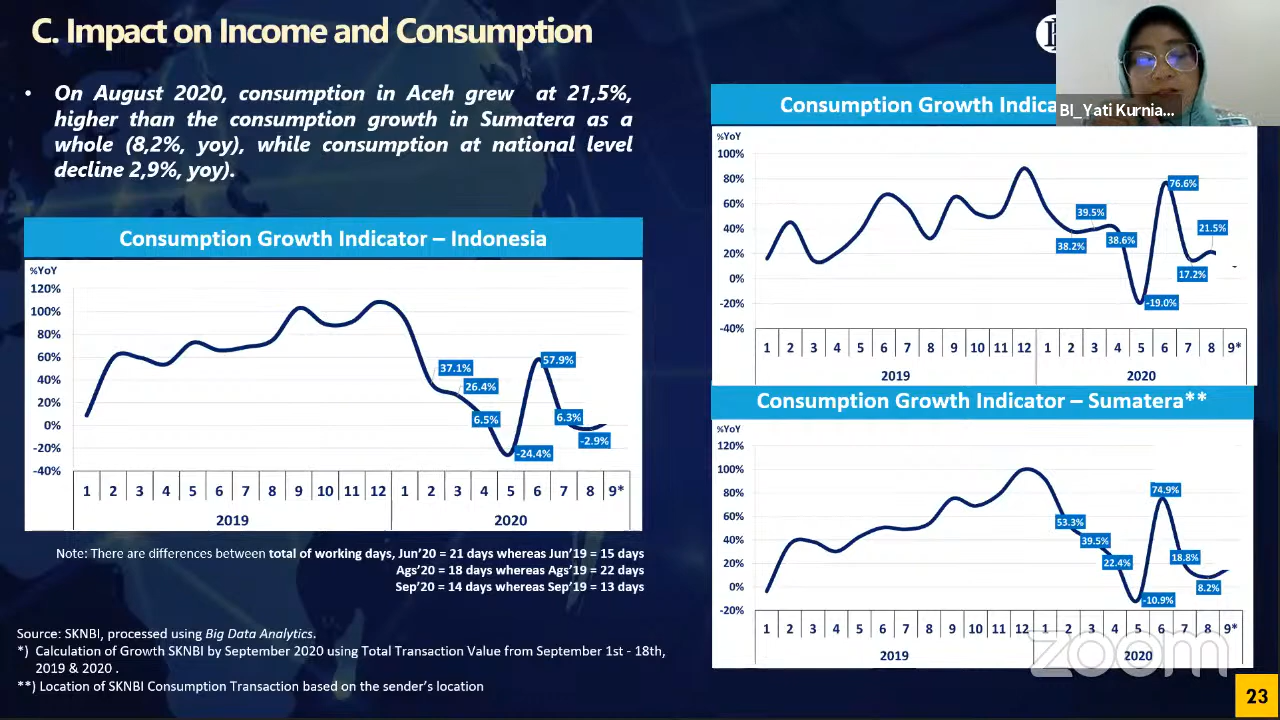 C. Impact on Income and Consumption
• On August 2020, consumption in Aceh grew at 21,5%,
higher than the consumption growth in Sumatera as a
whole (8,2%, yoy), while consumption at national level
decline 2,9%, yoy).
Consumption Growth Indicator – Indonesia
%YoY
120%
100%
80%
60%
40%
20%
0%
-20%
-40%
37.1%
26.4%
6.5%
-24.4%
57.9%
6.3%
-2.9%
1 2 3 4 5 6 7 8 9 10 11 12 1 2 3 4 5 6 7 8 9*
2019 2020
Note: There are differences between total of working days, Jun’20 = 21 days whereas Jun’19 = 15 days
Ags’20 = 18 days whereas Ags’19 = 22 days
Sep’20 = 14 days whereas Sep’19 = 13 days
Source: SKNBI, processed using Big Data Analytics.
*) Calculation of Growth SKNBI by September 2020 using Total Transaction Value from September 1st - 18th,
2019 & 2020 .
**) Location of SKNBI Consumption Transaction based on the sender’s location
BI_Yati Kurnia...
Consumption Growth
%YoY
100%
80%
60%
40%
20%
0%
-20%
-40%
38.2%
39.5%
38.6%
-19.0%
76.6%
17.2%
21.5%
1 2 3 4 5 6 7 8 9 10 11 12 1 2 3 4 5 6 7 8 9*
2019 2020
Consumption Growth Indicator – Sumatera**
%YoY
120%
100%
80%
60%
40%
20%
0%
-20%
53.3%
39.5%
22.4%
-10.9%
74.9%
18.8%
8.2%
1 2 3 4 5 6 7 8 9 10 11 12 1 2 3 4 5 6 7 8 9*
2019 2020
zoom
23